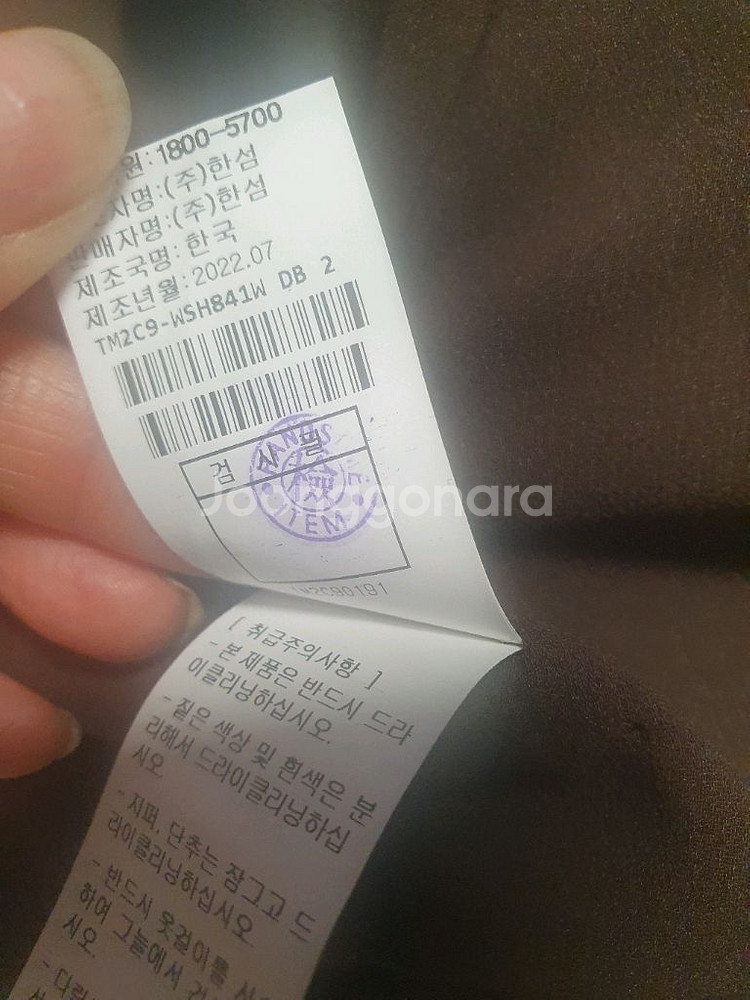 원:1800-5700
자명:(주)한섬
판매자명:(주)한섬
제조국명:한국
제조년월:2022.07
TM2C9-WSH841W DB 2
검 사 필
ITEM
Joonggonara
[ 취급주의사항 ]
- 본 제품은 반드시 드라
이클리닝하십시오.
- 짙은 색상 및 흰색은 분
리해서 드라이클리닝하십
시오
- 지퍼, 단추는 잠그고 드
라이클리닝하십시오
- 반드시 옷걸이를
하여 그늘에서
시오.